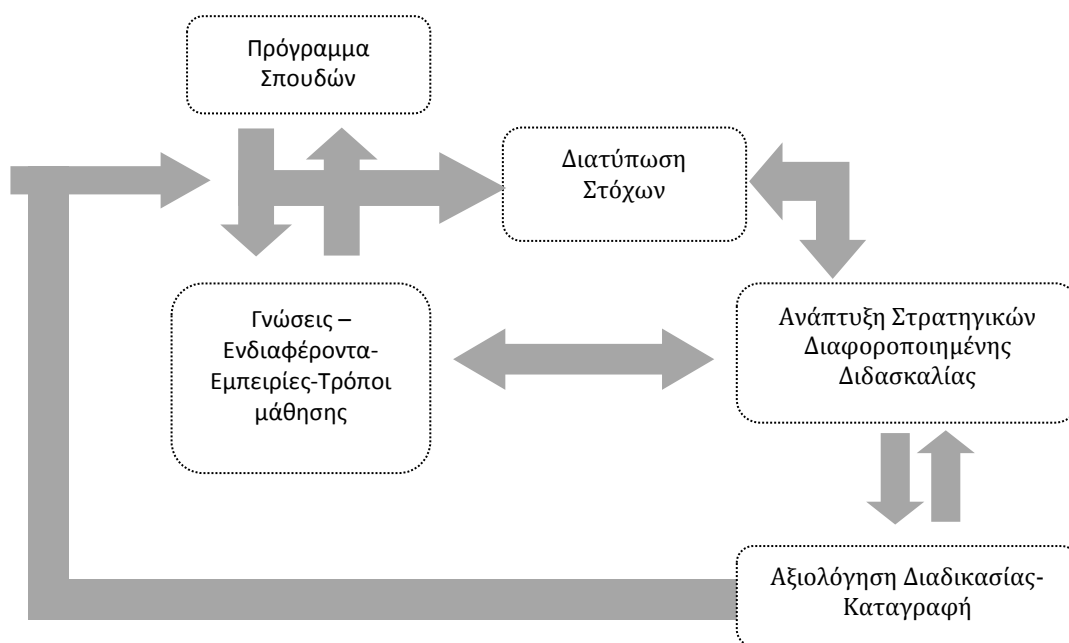 Πρόγραμμα
Σπουδών
Διατύπωση
Στόχων
Γνώσεις –
Ενδιαφέροντα-
Εμπειρίες-Τρόποι
μάθησης
Ανάπτυξη Στρατηγικών
Διαφοροποιημένης
Διδασκαλίας
Αξιολόγηση Διαδικασίας-
Καταγραφή